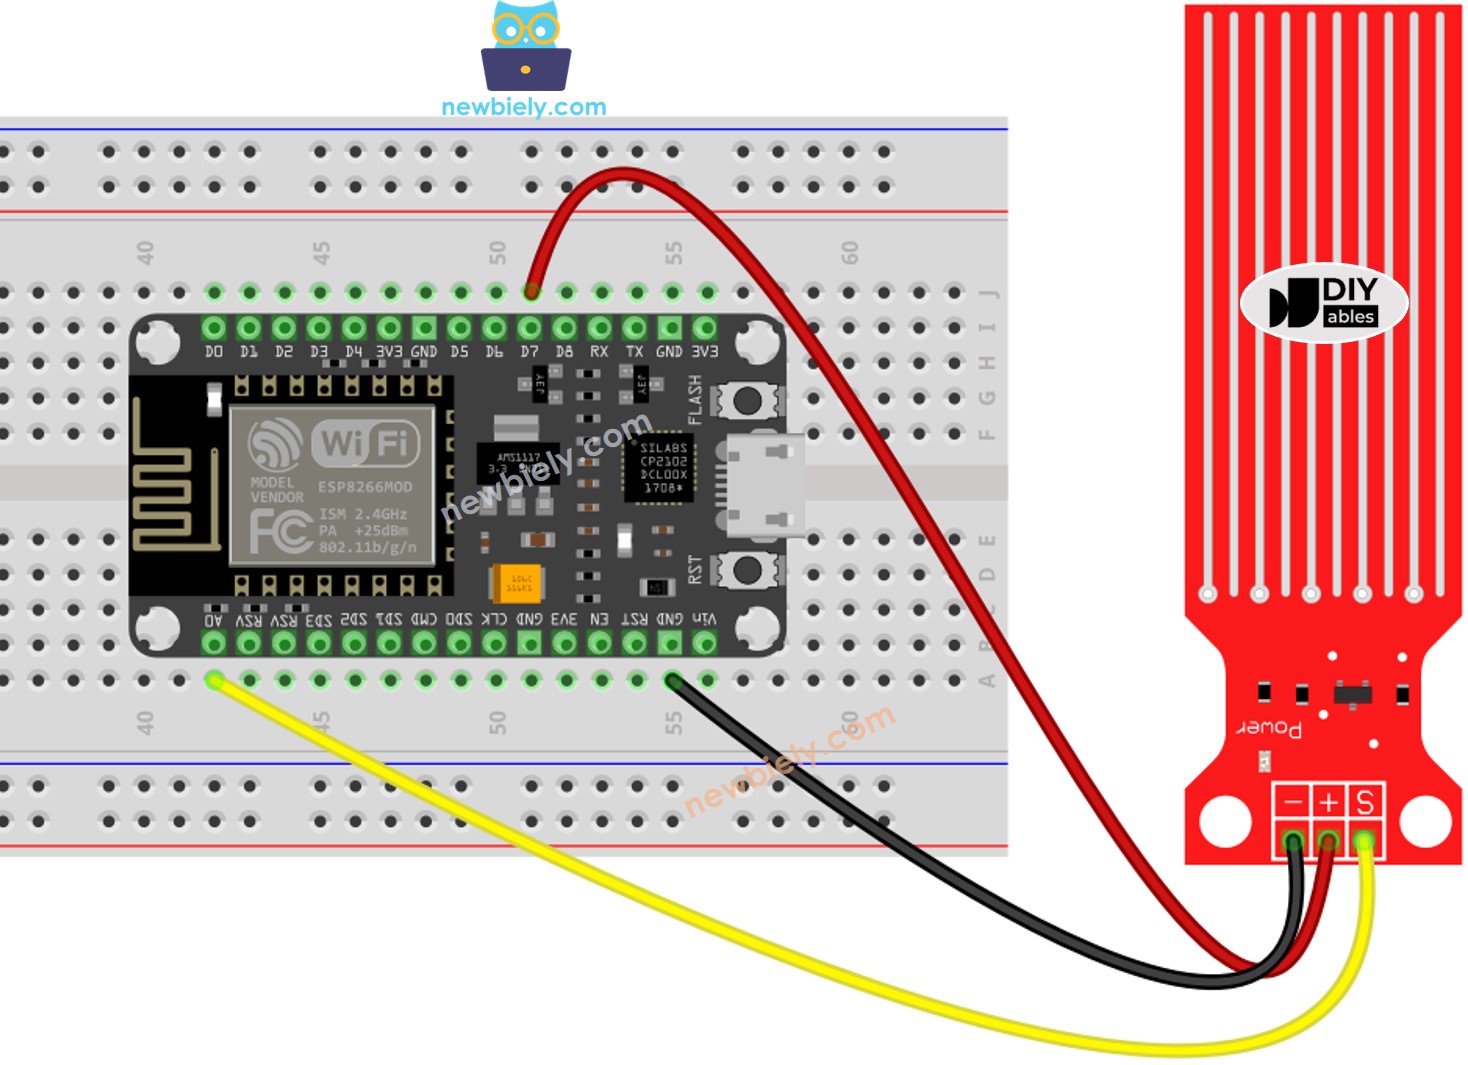 newbiely.com
DIY
ables
40 45 50 55 60
J
I
H
G
F
D0 D1 D2 D3 D4 3V3 GND D5 D6 D7 D8 RX TX GND 3V3
FLASH
WiFi
MODEL
VENDOR
ESP8266MOD
FC
ISM 2.4GHz
PA +25dBm
802.11b/g/n
AMS1117
3.3
SILABS
CP2102
DCL00X
1708*
newbiely.com
RST
E
D
C
B
A
A0 RSV RSV SD3 SD2 SD1 CMD SD0 CLK GND 3V3 EN RST GND Vin
40 45 50 55 60
newbiely.com
Power
− + S